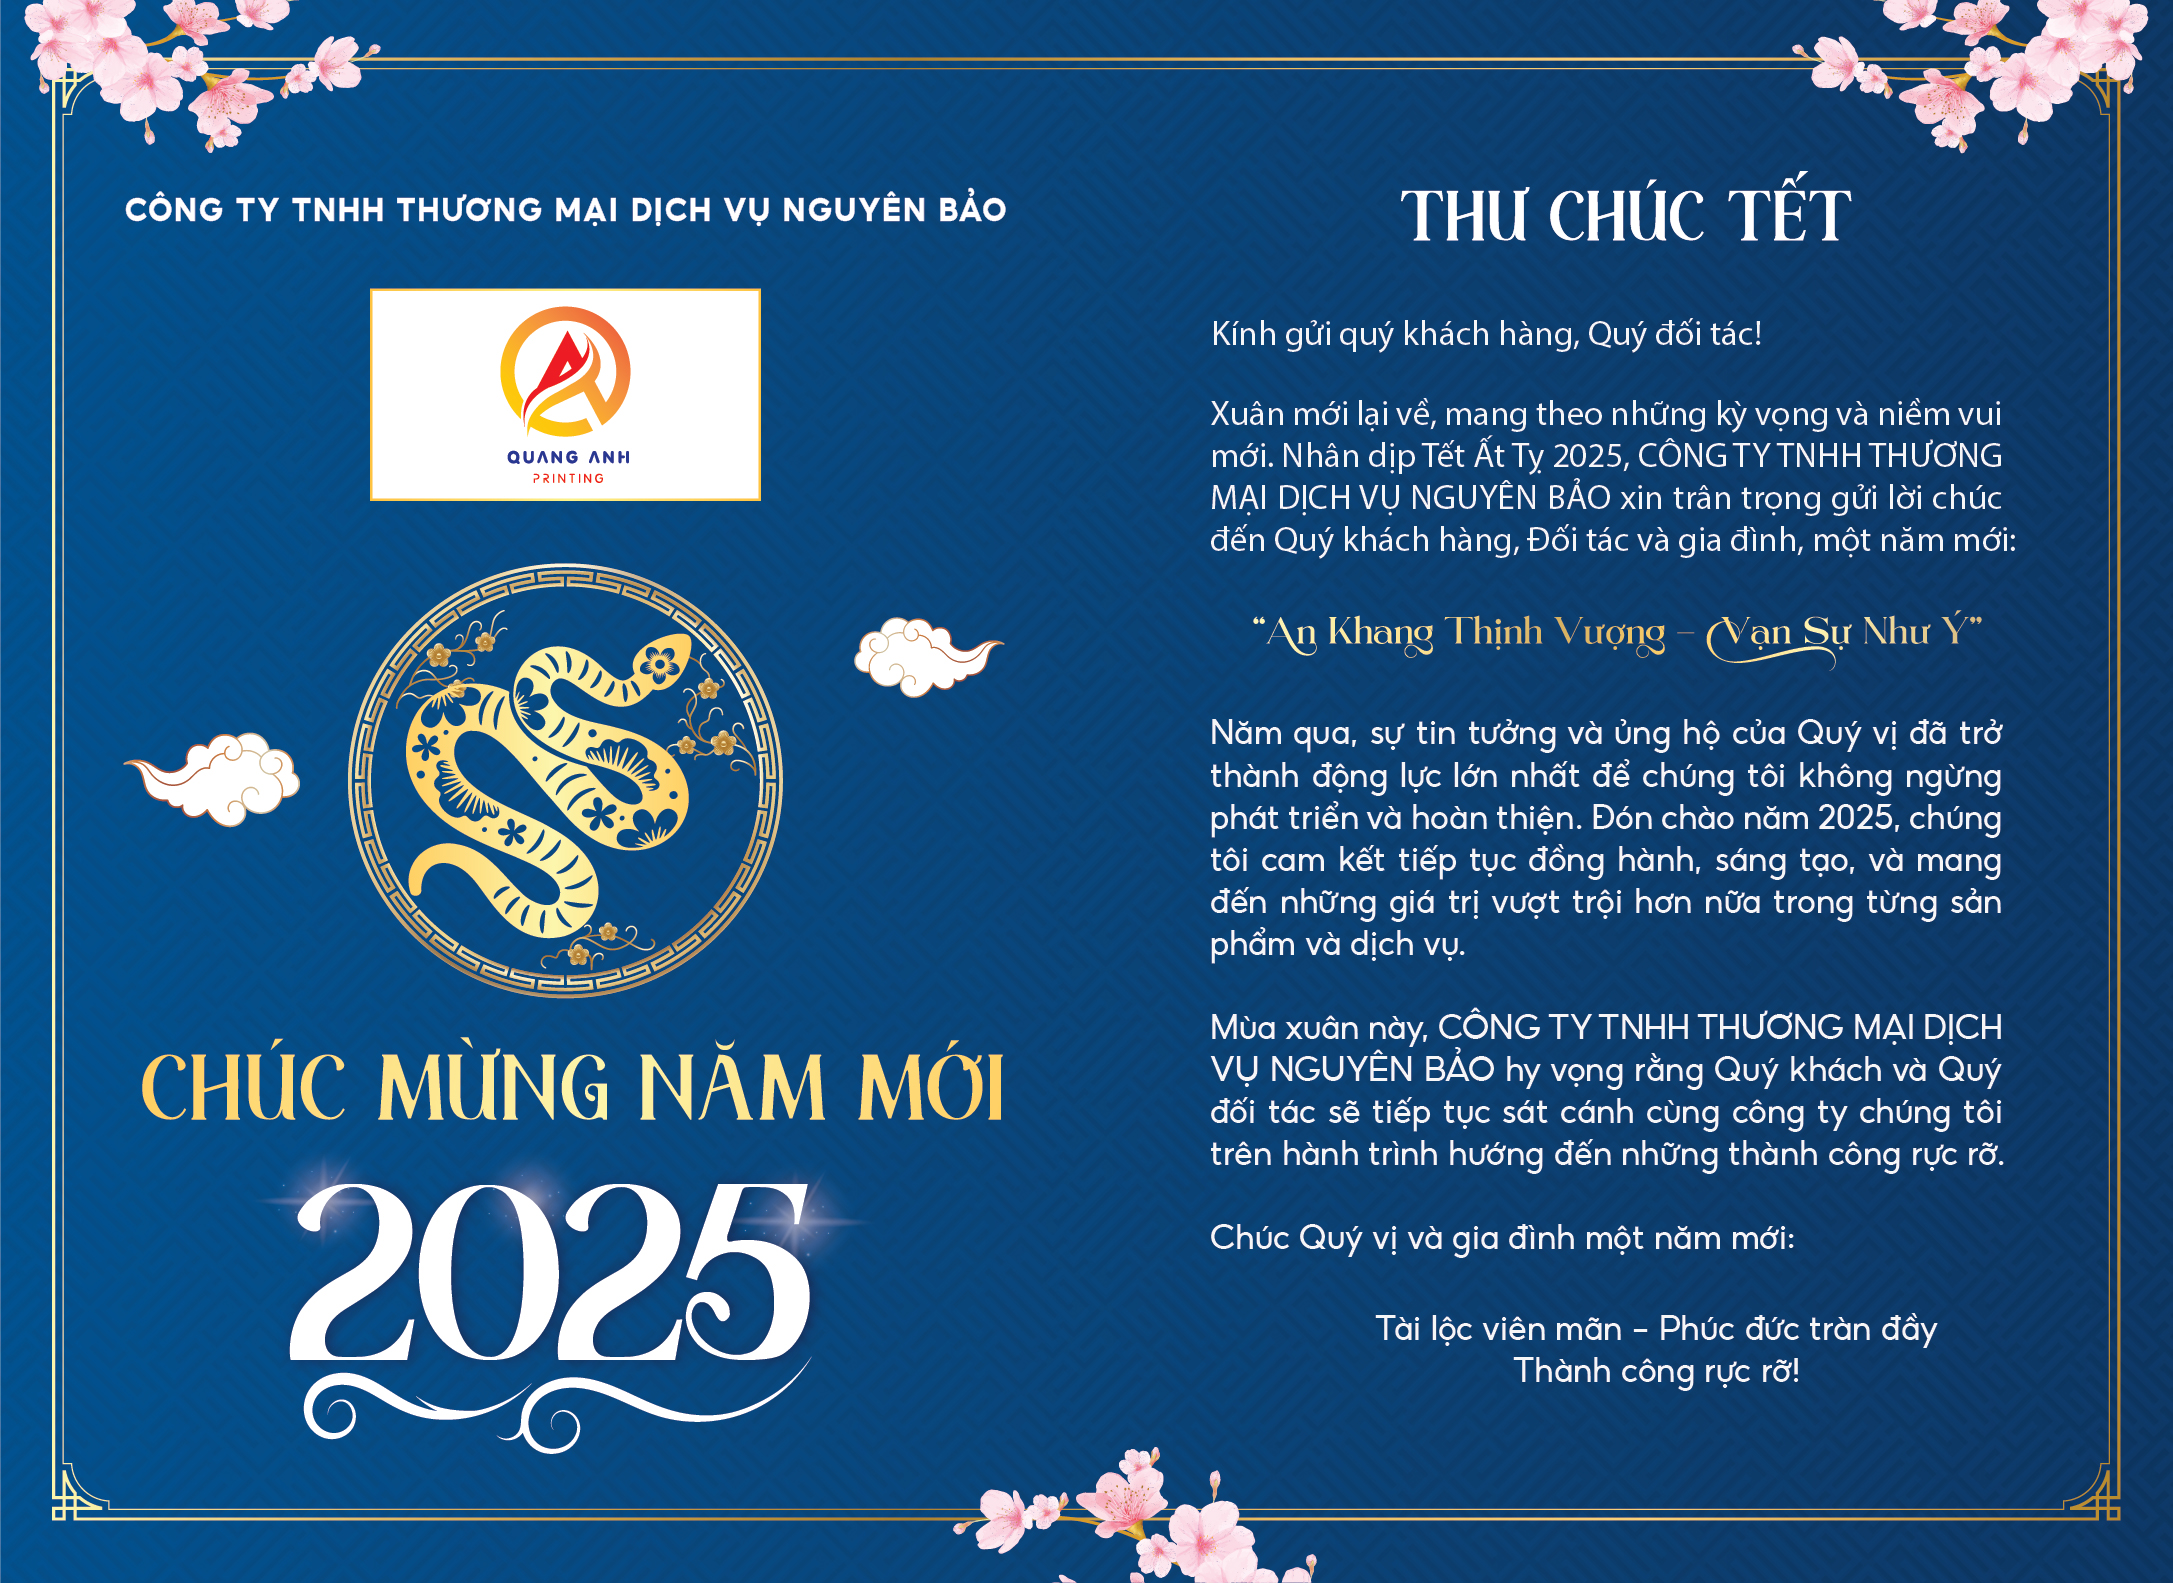 CÔNG TY TNHH THƯƠNG MẠI DỊCH VỤ NGUYÊN BẢO
QUANG ANH
PRINTING
CHÚC MỪNG NĂM MỚI
2025
THƯ CHÚC TẾT
Kính gửi quý khách hàng, Quý đối tác!
Xuân mới lại về, mang theo những kỳ vọng và niềm vui
mới. Nhân dịp Tết Ất Tỵ 2025, CÔNG TY TNHH THƯƠNG
MẠI DỊCH VỤ NGUYÊN BẢO xin trân trọng gửi lời chúc
đến Quý khách hàng, Đối tác và gia đình, một năm mới:
“An Khang Thịnh Vượng – Vạn Sự Như Ý”
Năm qua, sự tin tưởng và ủng hộ của Quý vị đã trở
thành động lực lớn nhất để chúng tôi không ngừng
phát triển và hoàn thiện. Đón chào năm 2025, chúng
tôi cam kết tiếp tục đồng hành, sáng tạo, và mang
đến những giá trị vượt trội hơn nữa trong từng sản
phẩm và dịch vụ.
Mùa xuân này, CÔNG TY TNHH THƯƠNG MẠI DỊCH
VỤ NGUYÊN BẢO hy vọng rằng Quý khách và Quý
đối tác sẽ tiếp tục sát cánh cùng công ty chúng tôi
trên hành trình hướng đến những thành công rực rỡ.
Chúc Quý vị và gia đình một năm mới:
Tài lộc viên mãn - Phúc đức tràn đầy
Thành công rực rỡ!